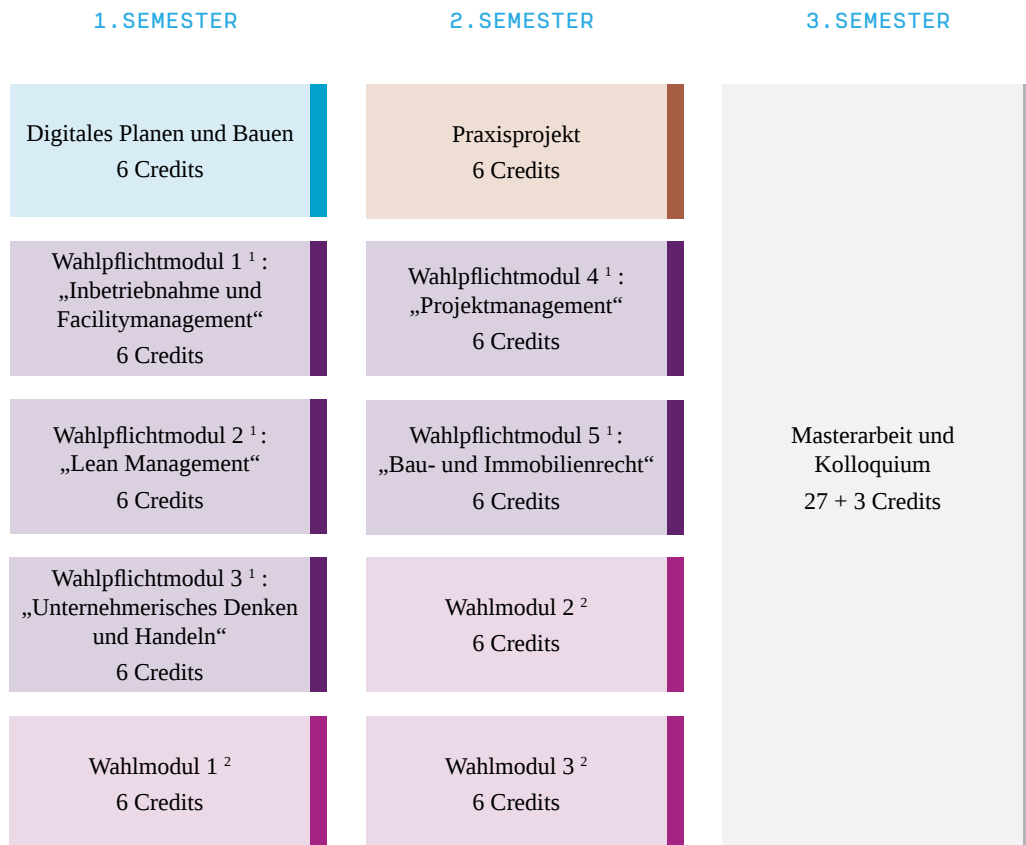 1.SEMESTER
2.SEMESTER
3.SEMESTER
Digitales Planen und Bauen
6 Credits
Wahlpflichtmodul 1 ¹ :
„Inbetriebnahme und
Facilitymanagement“
6 Credits
Wahlpflichtmodul 2 ¹ :
„Lean Management“
6 Credits
Wahlpflichtmodul 3 ¹ :
„Unternehmerisches Denken
und Handeln“
6 Credits
Wahlmodul 1 ²
6 Credits
Praxisprojekt
6 Credits
Wahlpflichtmodul 4 ¹ :
„Projektmanagement“
6 Credits
Wahlpflichtmodul 5 ¹ :
„Bau- und Immobilienrecht“
6 Credits
Wahlmodul 2 ²
6 Credits
Wahlmodul 3 ²
6 Credits
Masterarbeit und
Kolloquium
27 + 3 Credits